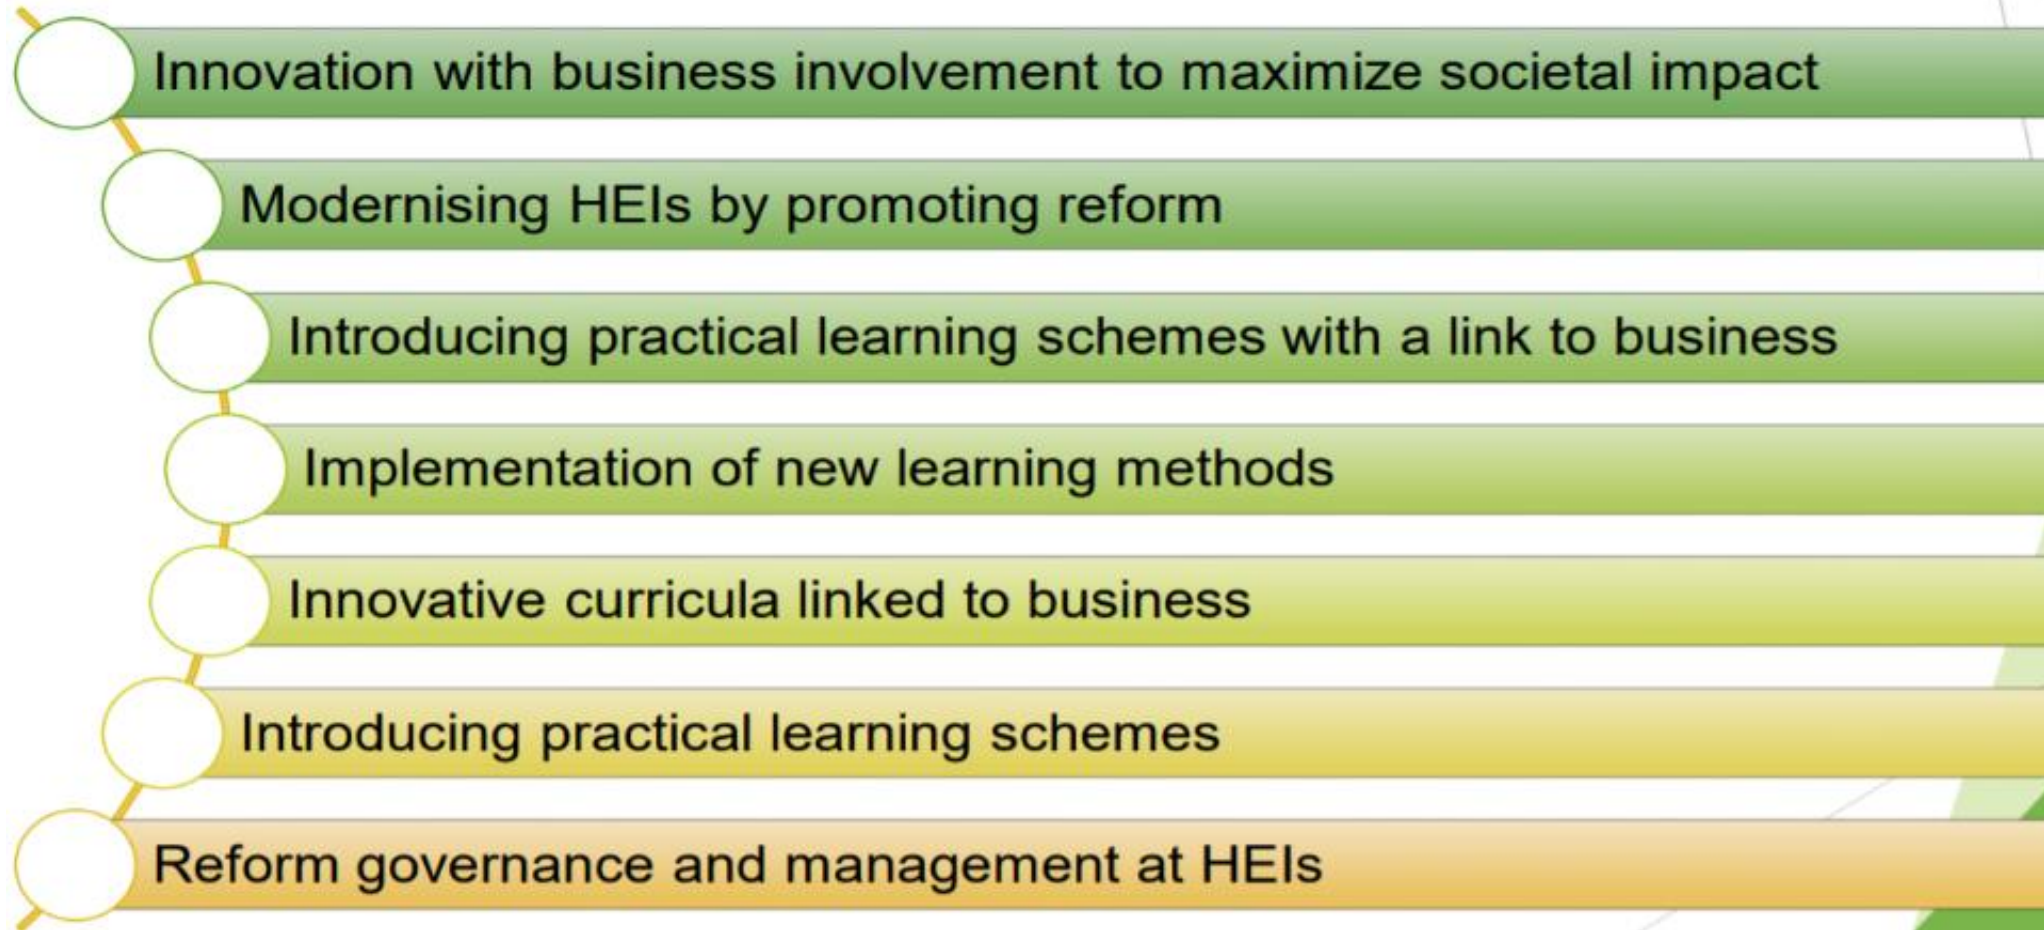 Innovation with business involvement to maximize societal impact
Modernising HEIs by promoting reform
Introducing practical learning schemes with a link to business
Implementation of new learning methods
Innovative curricula linked to business
Introducing practical learning schemes
Reform governance and management at HEIs